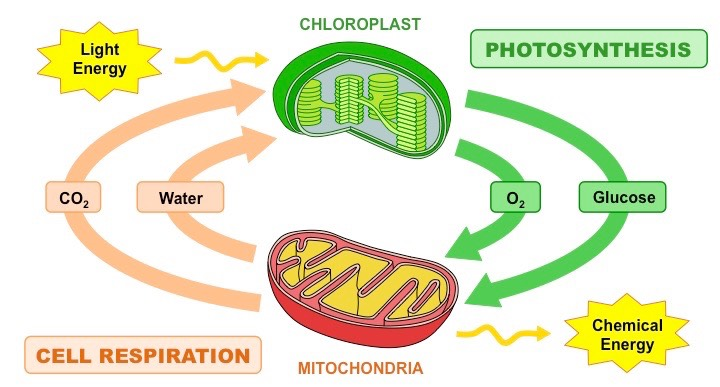 CHLOROPLAST
Light
Energy
PHOTOSYNTHESIS
CO₂
Water
O₂
Glucose
Chemical
Energy
CELL RESPIRATION
MITOCHONDRIA